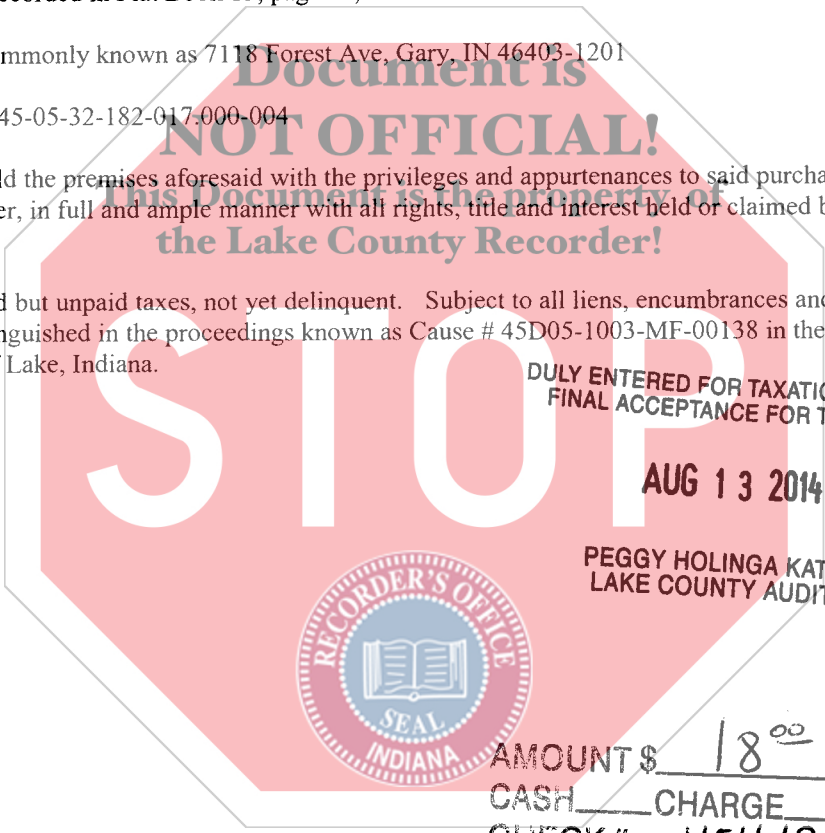 mmonly known as 7118 Forest Ave, Gary, IN 46403-1201
Document is
45-05-32-182-017.000-004
NOT OFFICIAL!
ld the premises aforesaid with the privileges and appurtenances to said purcha
This Document is the property of
er, in full and ample manner with all rights, title and interest held or claimed b
the Lake County Recorder!
d but unpaid taxes, not yet delinquent. Subject to all liens, encumbrances and
nguished in the proceedings known as Cause # 45D05-1003-MF-00138 in the
Lake, Indiana.
STOP
DULY ENTERED FOR TAXATIO
FINAL ACCEPTANCE FOR T
AUG 13 2014
PEGGY HOLINGA KAT
LAKE COUNTY AUDIT
RECORDER'S OFFICE
SEAL
INDIANA
AMOUNT $ 18 00
CASH CHARGE